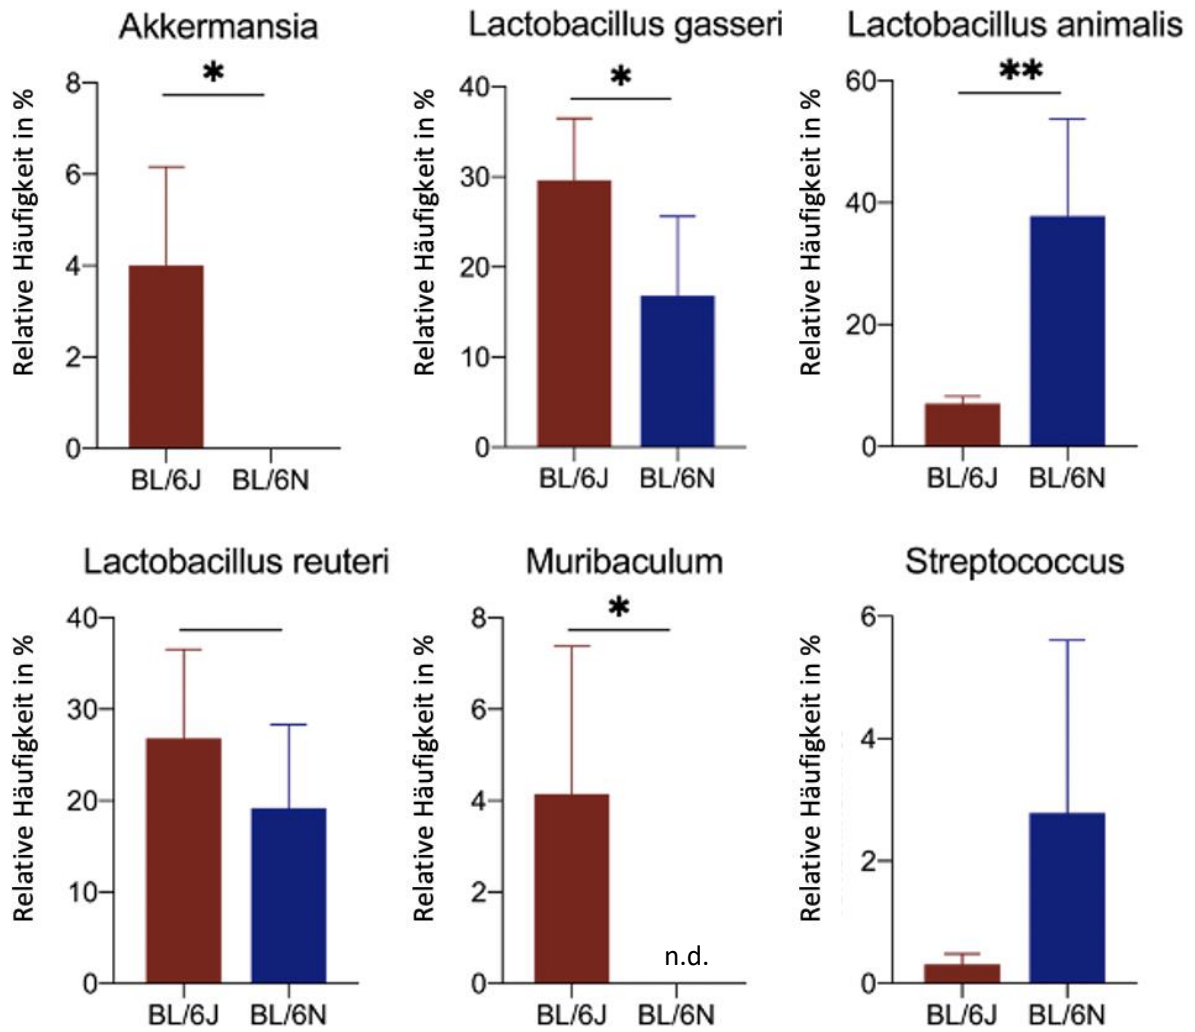 Akkermansia
*
Relative Häufigkeit in %
8
6
4
2
0
BL/6J BL/6N
Lactobacillus gasseri
*
Relative Häufigkeit in %
40
30
20
10
0
BL/6J BL/6N
Lactobacillus animalis
**
Relative Häufigkeit in %
60
40
20
0
BL/6J BL/6N
Lactobacillus reuteri
Relative Häufigkeit in %
40
30
20
10
0
BL/6J BL/6N
Muribaculum
*
Relative Häufigkeit in %
8
6
4
2
0
n.d.
BL/6J BL/6N
Streptococcus
Relative Häufigkeit in %
6
4
2
0
BL/6J BL/6N